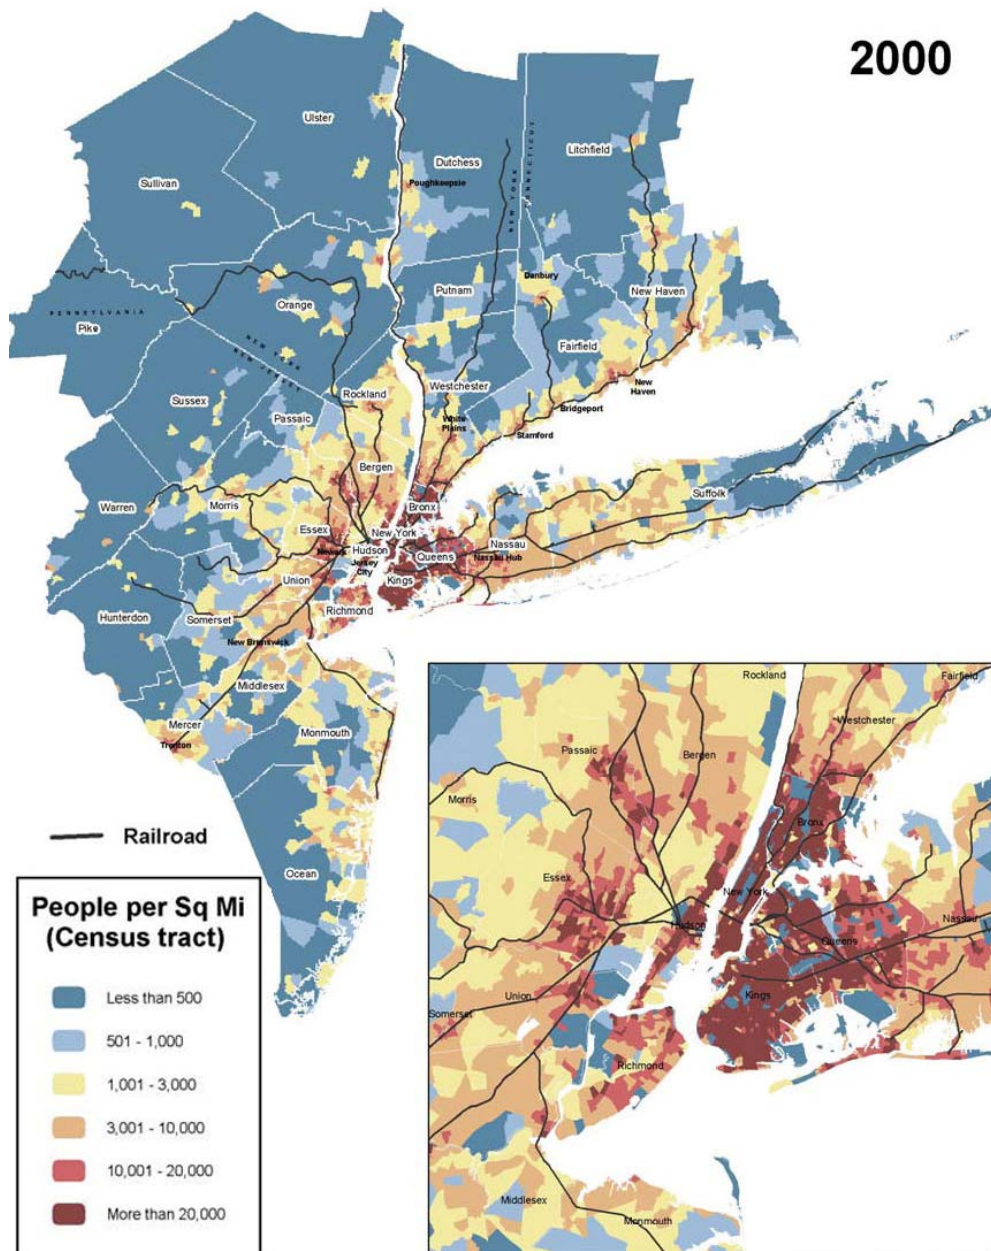 2000
Ulster
Sullivan
Dutchess
Litchfield
Poughkeepsie
NEW YORK
CONNECTICUT
Danbury
Putnam
New Haven
Orange
PENNSYLVANIA
Pike
NEW YORK
NEW JERSEY
Fairfield
Rockland
Westchester
Sussex
Passaic
New Haven
Bridgeport
White Plains
Stamford
Bergen
Suffolk
Warren
Morris
Bronx
Essex
New York
Nassau
Newark
Hudson
Queens
Nassau Hub
Jersey City
Union
Kings
Richmond
Hunterdon
Somerset
New Brunswick
Middlesex
Mercer
Monmouth
Trenton
Railroad
Ocean
People per Sq Mi
(Census tract)
Less than 500
501 - 1,000
1,001 - 3,000
3,001 - 10,000
10,001 - 20,000
More than 20,000
Rockland
Fairfield
Westchester
Passaic
Bergen
Morris
Bronx
Essex
New York
Nassau
Hudson
Queens
Union
Kings
Somerset
Richmond
Middlesex
Monmouth